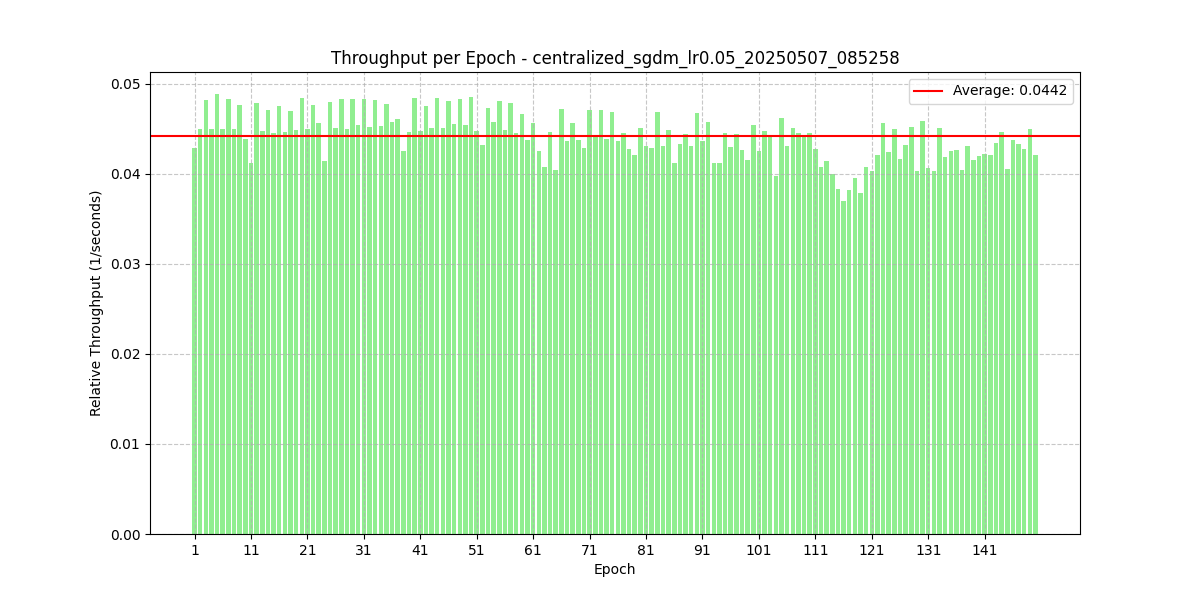 Throughput per Epoch - centralized_sgdm_lr0.05_20250507_085258
Average: 0.0442
Relative Throughput (1/seconds)
0.05
0.04
0.03
0.02
0.01
0.00
1 11 21 31 41 51 61 71 81 91 101 111 121 131 141
Epoch